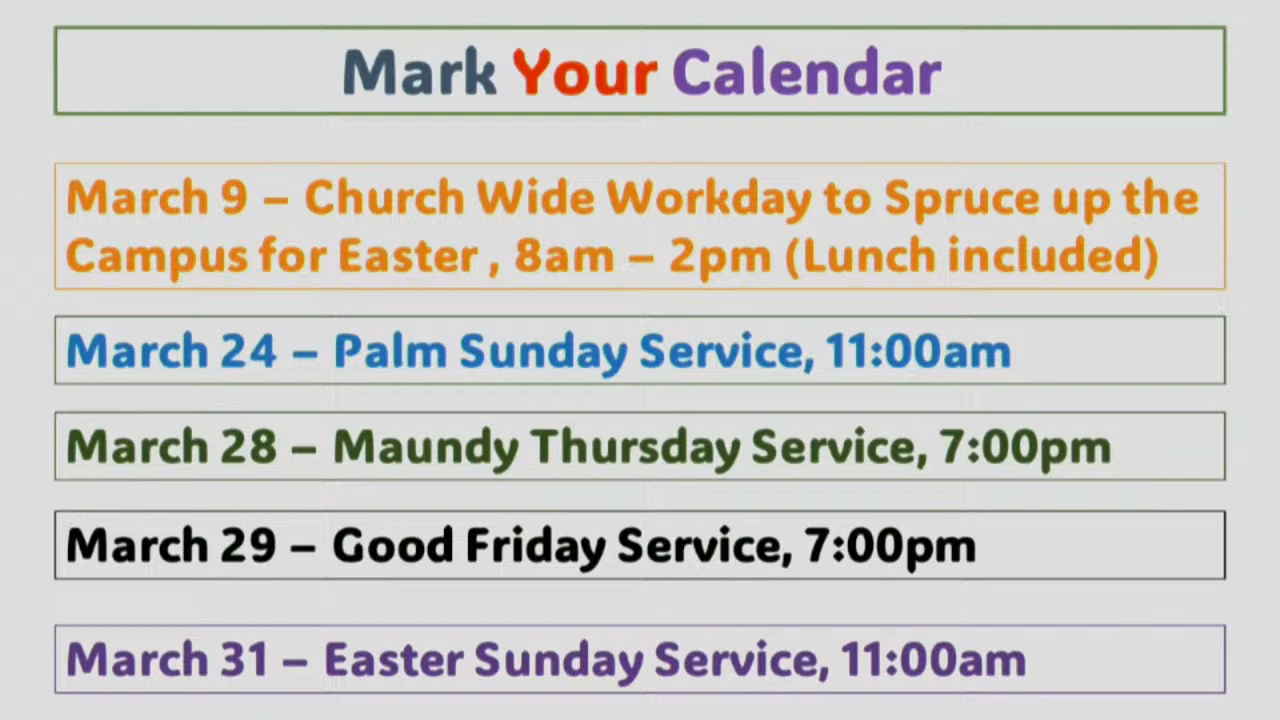 Mark Your Calendar
March 9 – Church Wide Workday to Spruce up the
Campus for Easter , 8am – 2pm (Lunch included)
March 24 – Palm Sunday Service, 11:00am
March 28 – Maundy Thursday Service, 7:00pm
March 29 – Good Friday Service, 7:00pm
March 31 – Easter Sunday Service, 11:00am